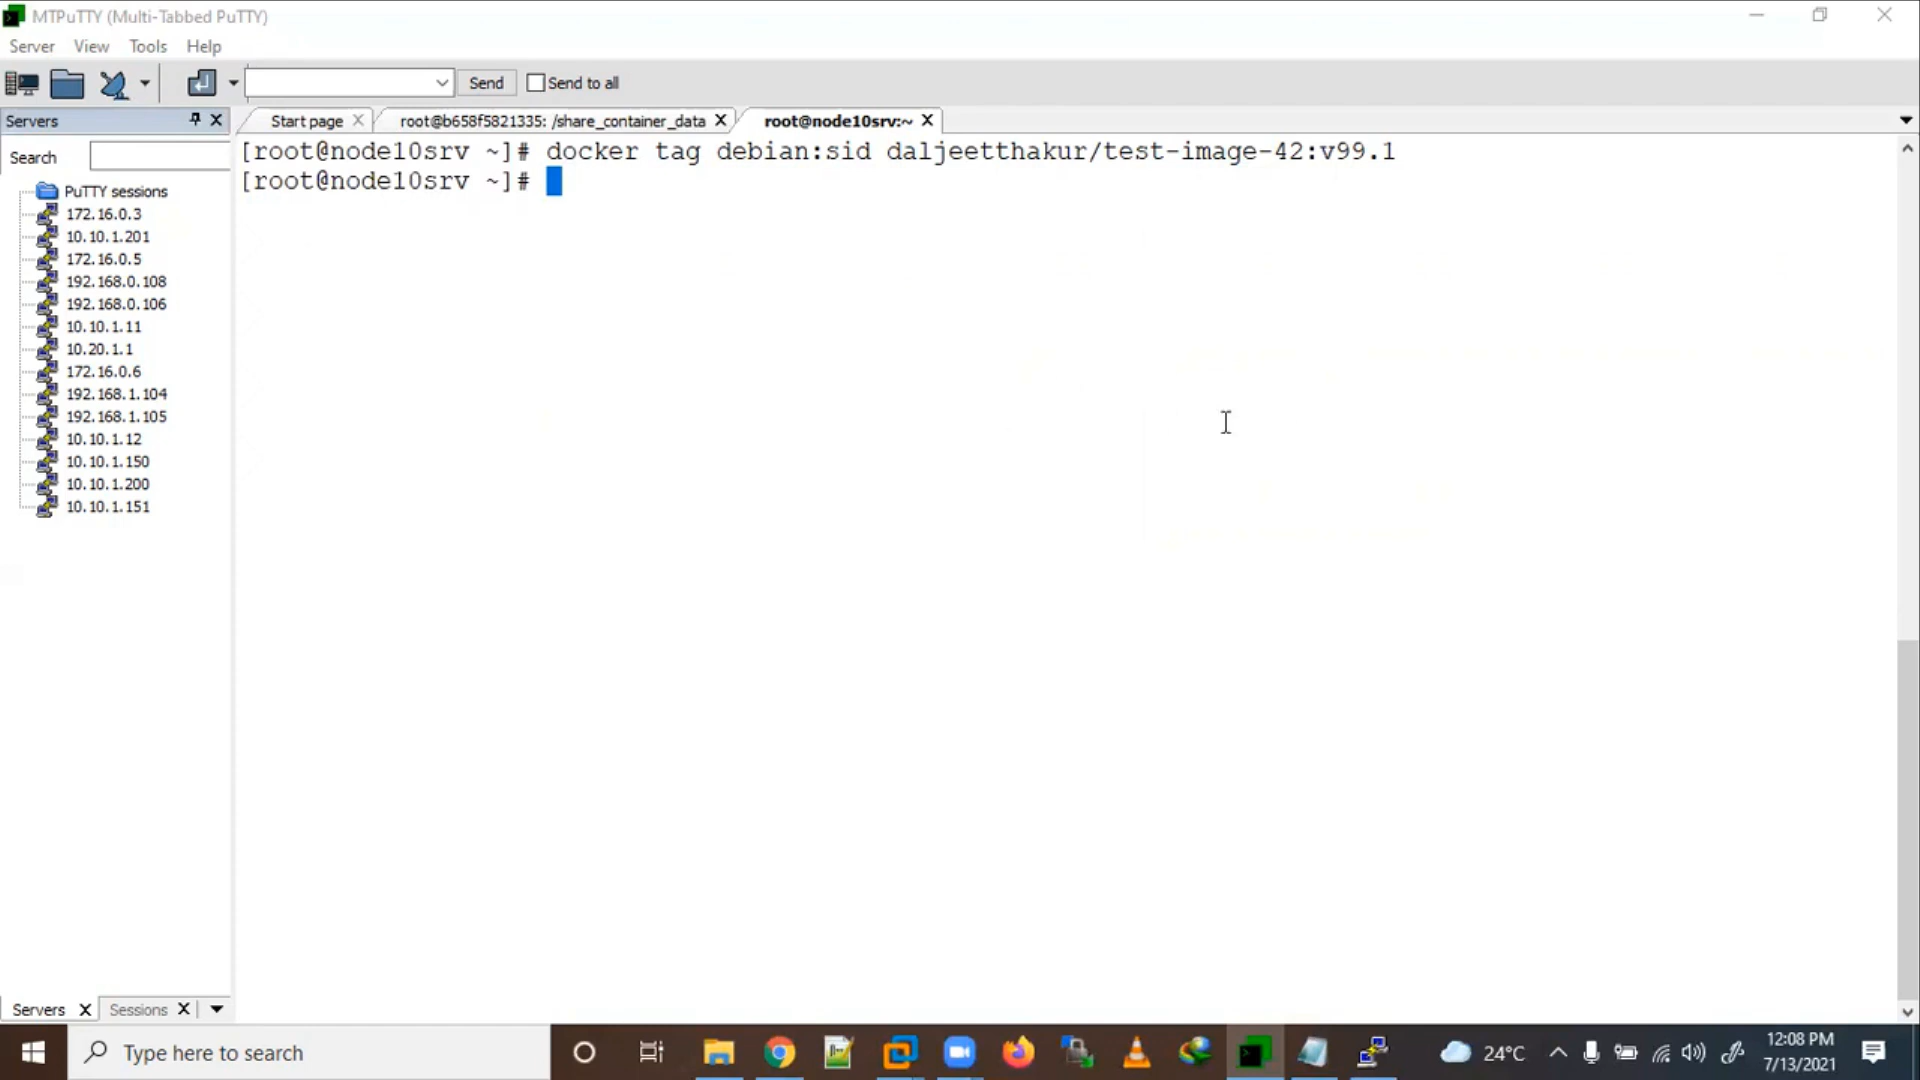 MTPuTTY (Multi-Tabbed PuTTY)
Server View Tools Help
Send Send to all
Servers
Start page root@b658f5821335: /share_container_data root@node10srv:~
Search
[root@node10srv ~]# docker tag debian:sid daljeetthakur/test-image-42:v99.1
[root@node10srv ~]#
PuTTY sessions
172.16.0.3
10.10.1.201
172.16.0.5
192.168.0.108
192.168.0.106
10.10.1.11
10.20.1.1
172.16.0.6
192.168.1.104
192.168.1.105
10.10.1.12
10.10.1.150
10.10.1.200
10.10.1.151
Servers Sessions
Type here to search
24°C
12:08 PM
7/13/2021